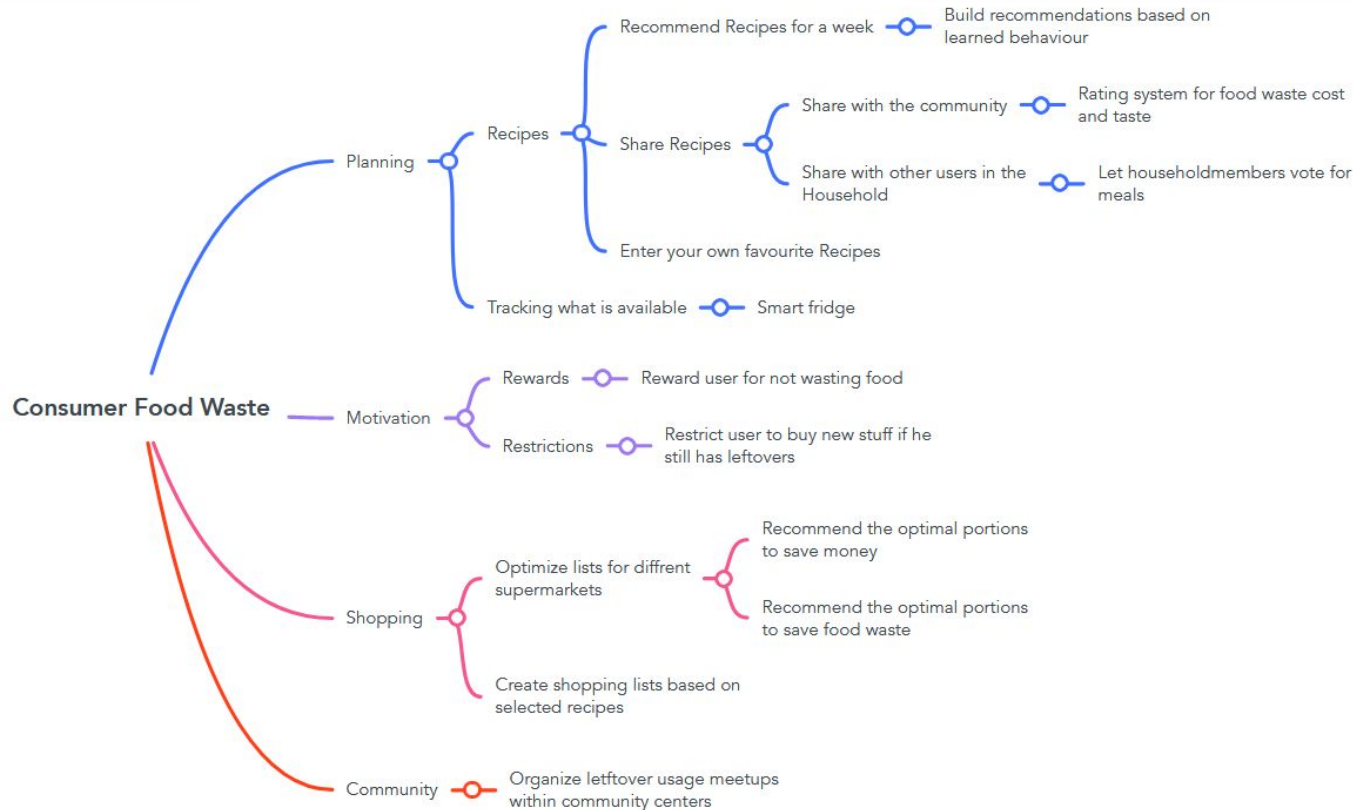 Recommend Recipes for a week
Build recommendations based on
learned behaviour
Share with the community
Rating system for food waste cost
and taste
Recipes
Share Recipes
Planning
Share with other users in the
Household
Let householdmembers vote for
meals
Enter your own favourite Recipes
Tracking what is available
Smart fridge
Rewards
Reward user for not wasting food
Consumer Food Waste
Motivation
Restrictions
Restrict user to buy new stuff if he
still has leftovers
Recommend the optimal portions
to save money
Optimize lists for diffrent
supermarkets
Recommend the optimal portions
to save food waste
Shopping
Create shopping lists based on
selected recipes
Community
Organize letftover usage meetups
within community centers